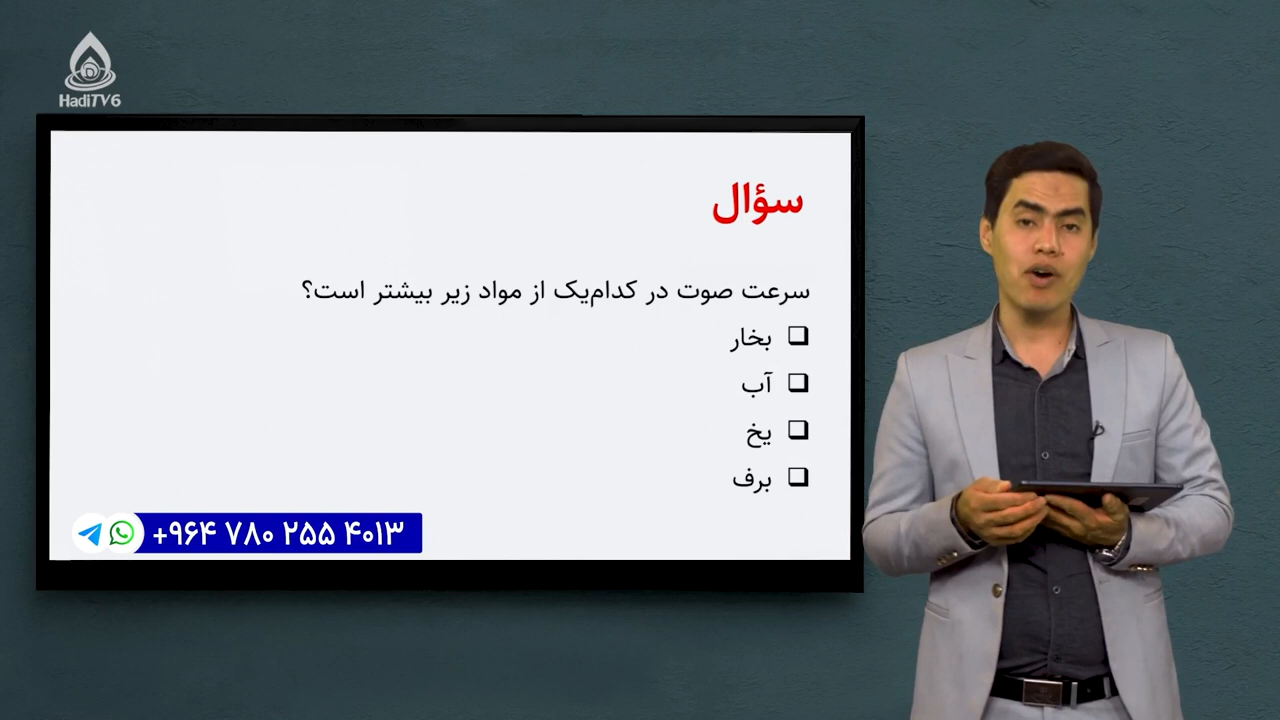 HadiTV6
سؤال
سرعت صوت در کدام‌یک از مواد زیر بیشتر است؟
❑ بخار
❑ آب
❑ یخ
❑ برف
+۹۶۴ ۷۸۰ ۲۵۵ ۴۰۱۳